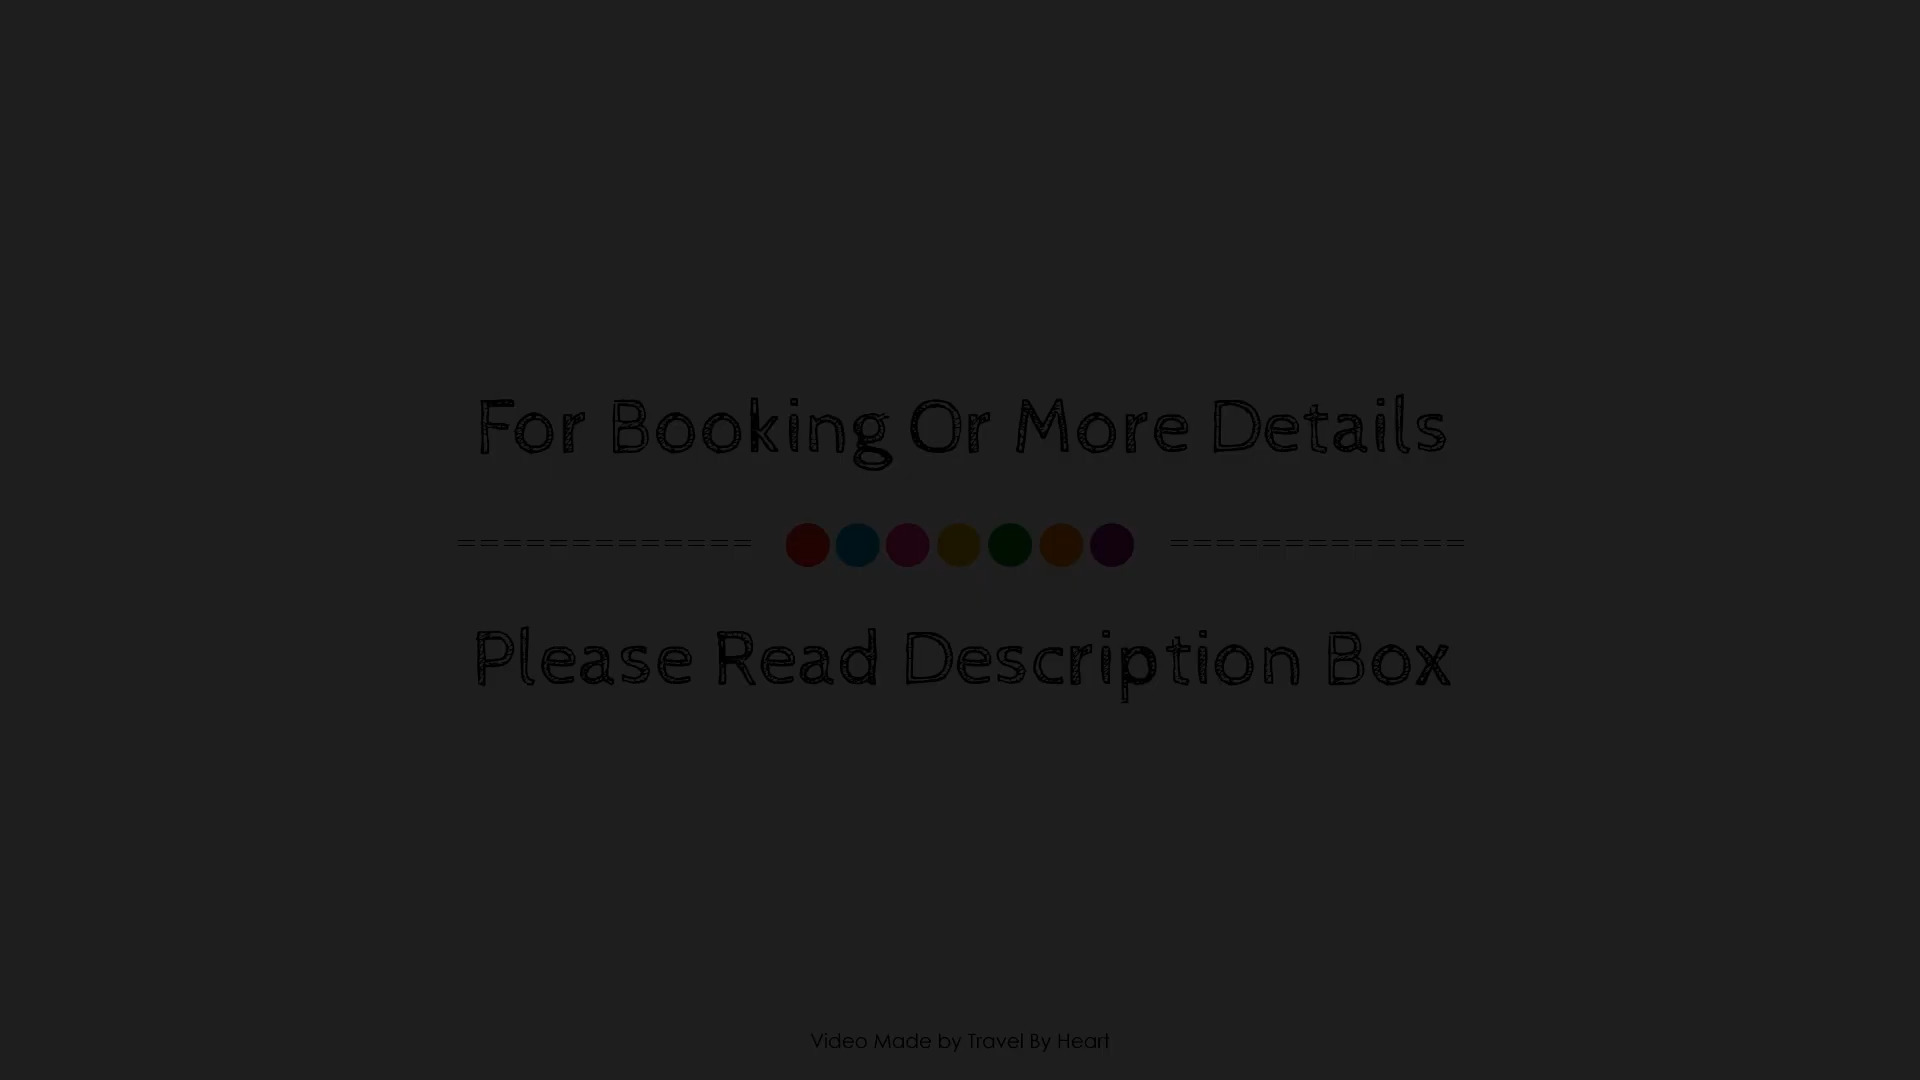 For Booking Or More Details
============= =============
Please Read Description Box
Video Made by Travel By Heart